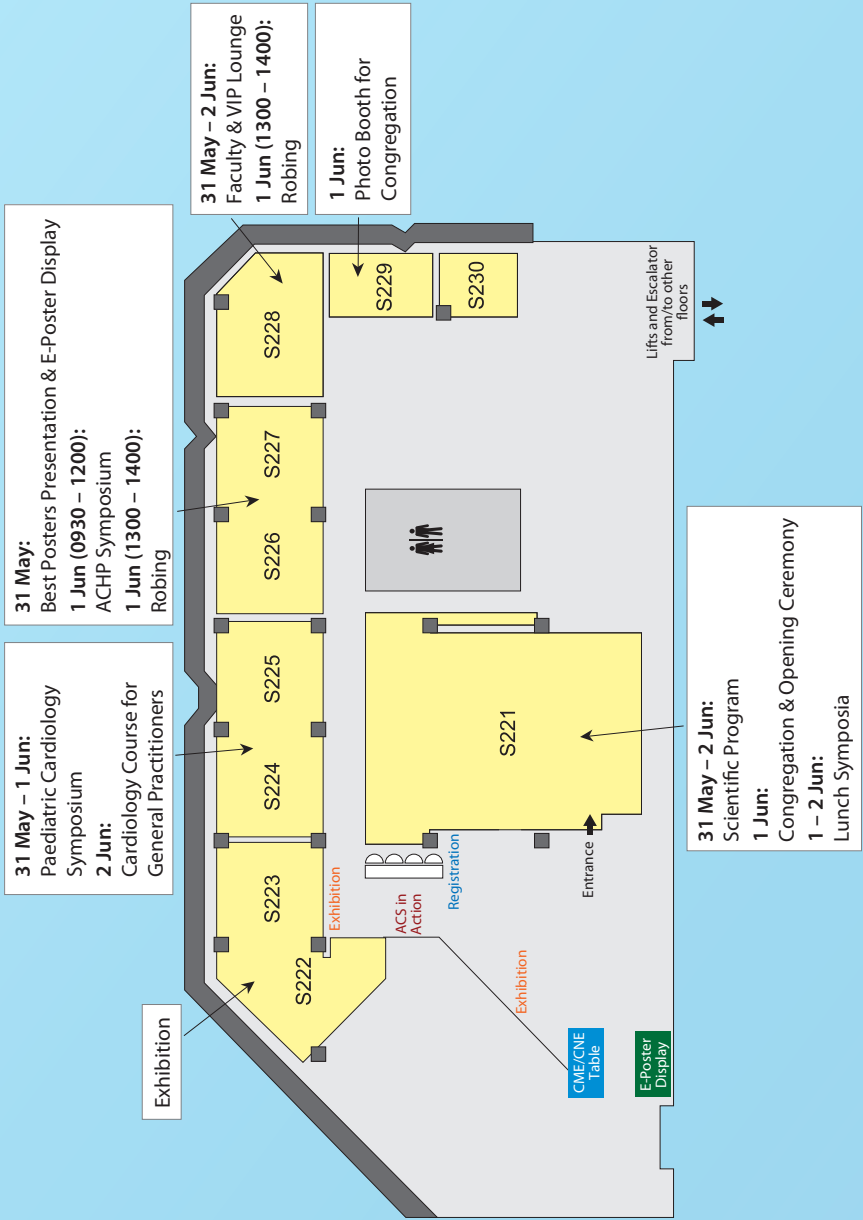 Exhibition
31 May – 1 Jun:
Paediatric Cardiology
Symposium
2 Jun:
Cardiology Course for
General Practitioners
31 May:
Best Posters Presentation & E-Poster Display
1 Jun (0930 – 1200):
ACHP Symposium
1 Jun (1300 – 1400):
Robing
31 May – 2 Jun:
Faculty & VIP Lounge
1 Jun (1300 – 1400):
Robing
1 Jun:
Photo Booth for
Congregation
S222
S223
S224
S225
S226
S227
S228
S229
S230
Exhibition
ACS in
Action
Registration
S221
Exhibition
Entrance
CME/CNE
Table
E-Poster
Display
Lifts and Escalator
from/to other
floors
31 May – 2 Jun:
Scientific Program
1 Jun:
Congregation & Opening Ceremony
1 – 2 Jun:
Lunch Symposia